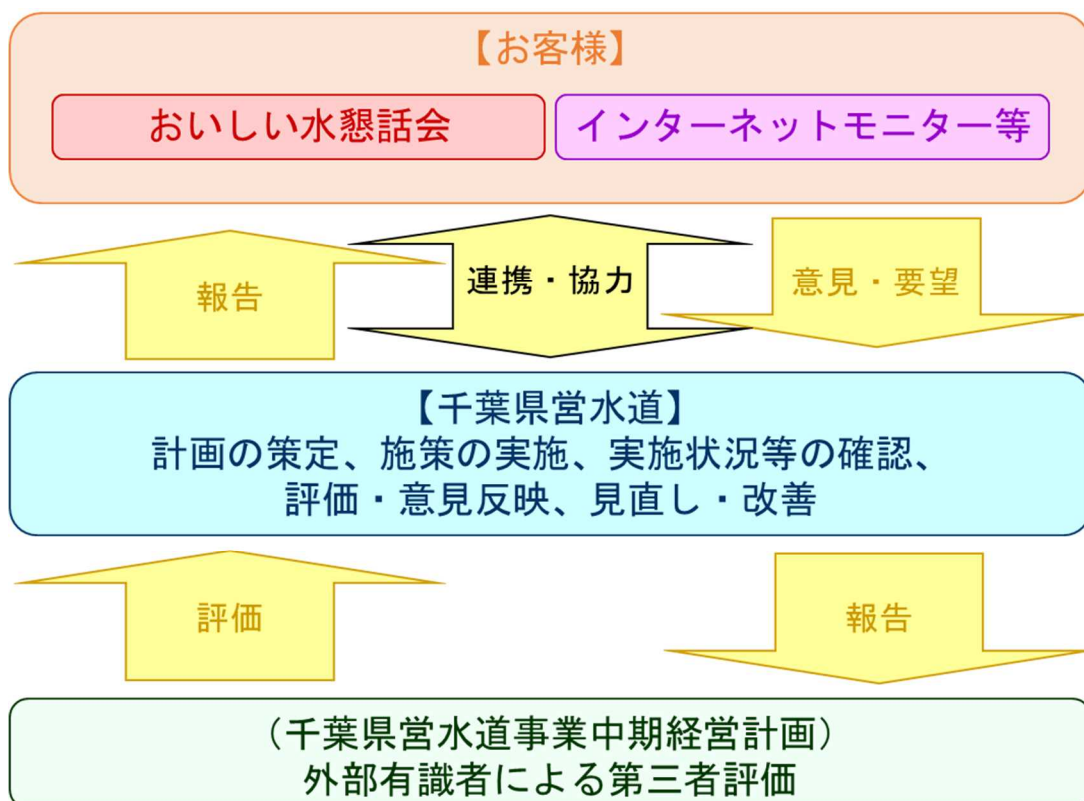 【お客様】
おいしい水懇話会
インターネットモニター等
報告
連携・協力
意見・要望
【千葉県営水道】
計画の策定、施策の実施、実施状況等の確認、
評価・意見反映、見直し・改善
評価
報告
(千葉県営水道事業中期経営計画)
外部有識者による第三者評価